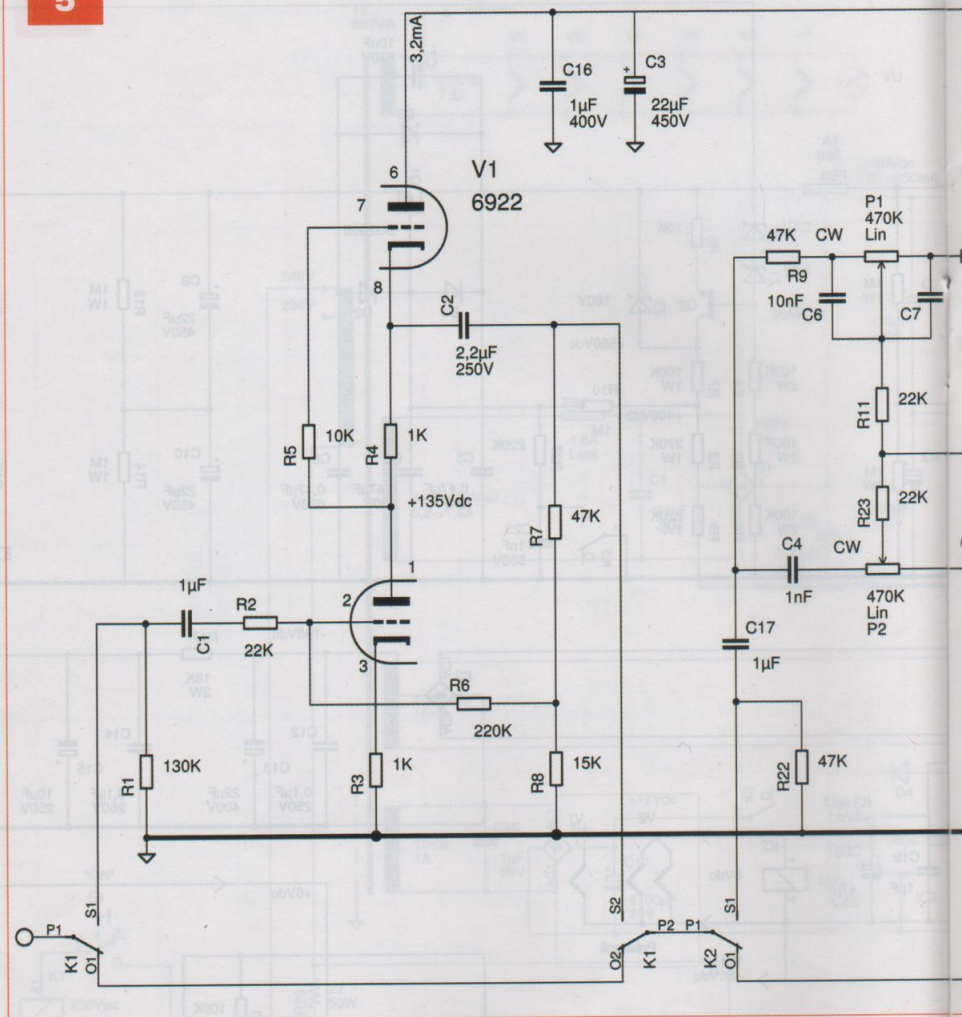 5
3,2mA
C16
1µF
400V
+
C3
22µF
450V
6
7
8
V1
6922
C2
2,2µF
250V
P1
470K
Lin
47K
CW
R9
10nF
C6
C7
R5
10K
R4
1K
R11
22K
+135Vdc
R7
47K
R23
22K
1
2
3
1µF
C1
R2
22K
C4
1nF
CW
470K
Lin
P2
C17
1µF
R6
220K
R1
130K
R3
1K
R8
15K
R22
47K
S1
P1
K1
O1
S2
O2
K1
P2
P1
S1
K2
O1